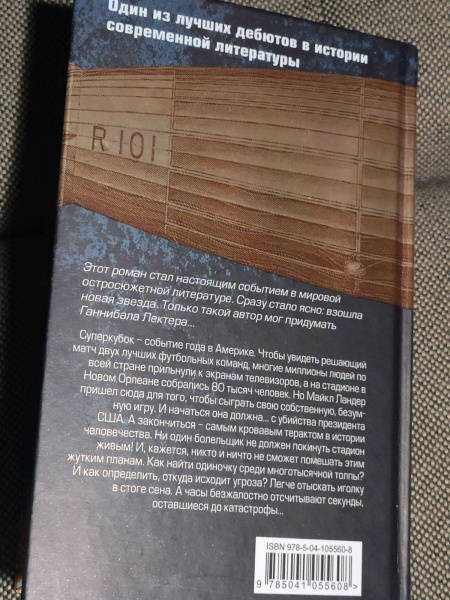 Один из лучших дебютов в истории
современной литературы
R 101
Этот роман стал настоящим событием в мировой
остросюжетной литературе. Сразу стало ясно: взошла
новая звезда. Только такой автор мог придумать
Ганнибала Лектера...
Суперкубок – событие года в Америке. Чтобы увидеть решающий
матч двух лучших футбольных команд, многие миллионы людей по
всей стране прильнули к экранам телевизоров, а на стадионе в
Новом Орлеане собрались 80 тысяч человек. Но Майкл Ландер
пришел сюда для того, чтобы сыграть свою собственную, безум-
ную игру. И начаться она должна... с убийства президента
США. А закончиться – самым кровавым терактом в истории
человечества. Ни один болельщик не должен покинуть стадион
живым! И, кажется, никто и ничто не сможет помешать этим
жутким планам. Как найти одиночку среди многотысячной толпы?
И как определить, откуда исходит угроза? Легче отыскать иголку
в стоге сена. А часы безжалостно отсчитывают секунды,
оставшиеся до катастрофы...
ISBN 978-5-04-105560-8
9 785041 055608 >